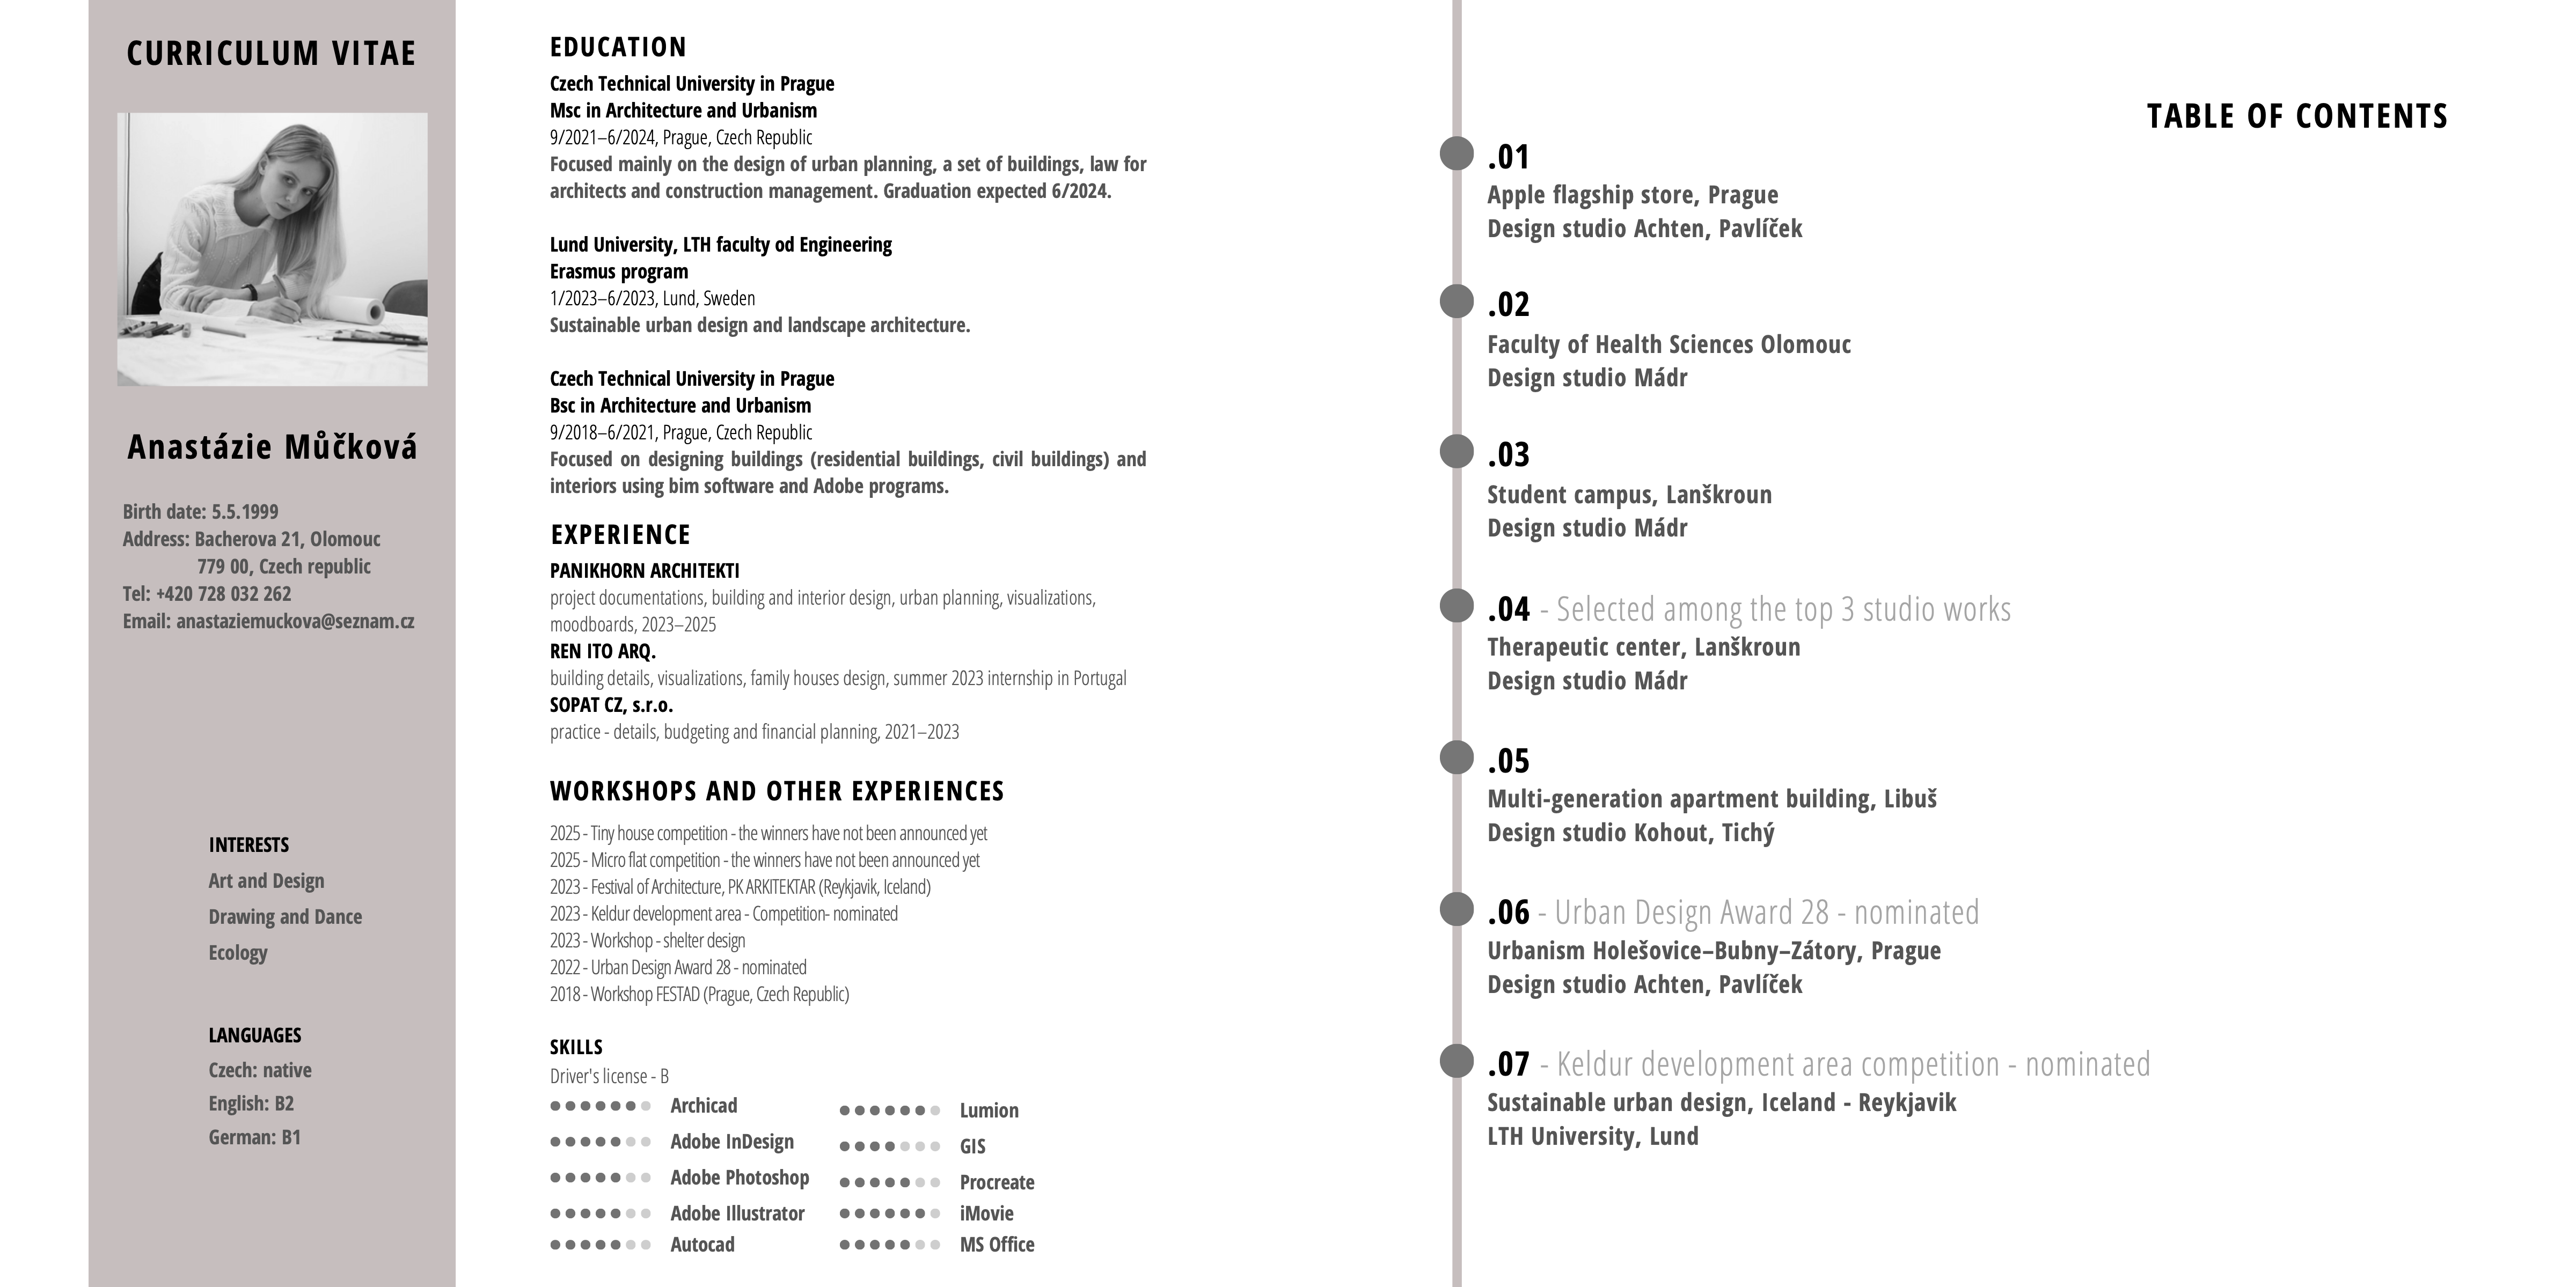 CURRICULUM VITAE
Anastázie Můčková
Birth date: 5.5.1999
Address: Bacherova 21, Olomouc
779 00, Czech republic
Tel: +420 728 032 262
Email: anastaziemuckova@seznam.cz
INTERESTS
Art and Design
Drawing and Dance
Ecology
LANGUAGES
Czech: native
English: B2
German: B1
EDUCATION
Czech Technical University in Prague
Msc in Architecture and Urbanism
9/2021–6/2024, Prague, Czech Republic
Focused mainly on the design of urban planning, a set of buildings, law for
architects and construction management. Graduation expected 6/2024.
Lund University, LTH faculty od Engineering
Erasmus program
1/2023–6/2023, Lund, Sweden
Sustainable urban design and landscape architecture.
Czech Technical University in Prague
Bsc in Architecture and Urbanism
9/2018–6/2021, Prague, Czech Republic
Focused on designing buildings (residential buildings, civil buildings) and
interiors using bim software and Adobe programs.
EXPERIENCE
PANIKHORN ARCHITEKTI
project documentations, building and interior design, urban planning, visualizations,
moodboards, 2023–2025
REN ITO ARQ.
building details, visualizations, family houses design, summer 2023 internship in Portugal
SOPAT CZ, s.r.o.
practice - details, budgeting and financial planning, 2021–2023
WORKSHOPS AND OTHER EXPERIENCES
2025 - Tiny house competition - the winners have not been announced yet
2025 - Micro flat competition - the winners have not been announced yet
2023 - Festival of Architecture, PK ARKITEKTAR (Reykjavik, Iceland)
2023 - Keldur development area - Competition- nominated
2023 - Workshop - shelter design
2022 - Urban Design Award 28 - nominated
2018 - Workshop FESTAD (Prague, Czech Republic)
SKILLS
Driver's license - B
Archicad
Adobe InDesign
Adobe Photoshop
Adobe Illustrator
Autocad
Lumion
GIS
Procreate
iMovie
MS Office
TABLE OF CONTENTS
.01
Apple flagship store, Prague
Design studio Achten, Pavlíček
.02
Faculty of Health Sciences Olomouc
Design studio Mádr
.03
Student campus, Lanškroun
Design studio Mádr
.04 - Selected among the top 3 studio works
Therapeutic center, Lanškroun
Design studio Mádr
.05
Multi-generation apartment building, Libuš
Design studio Kohout, Tichý
.06 - Urban Design Award 28 - nominated
Urbanism Holešovice–Bubny–Zátory, Prague
Design studio Achten, Pavlíček
.07 - Keldur development area competition - nominated
Sustainable urban design, Iceland - Reykjavik
LTH University, Lund